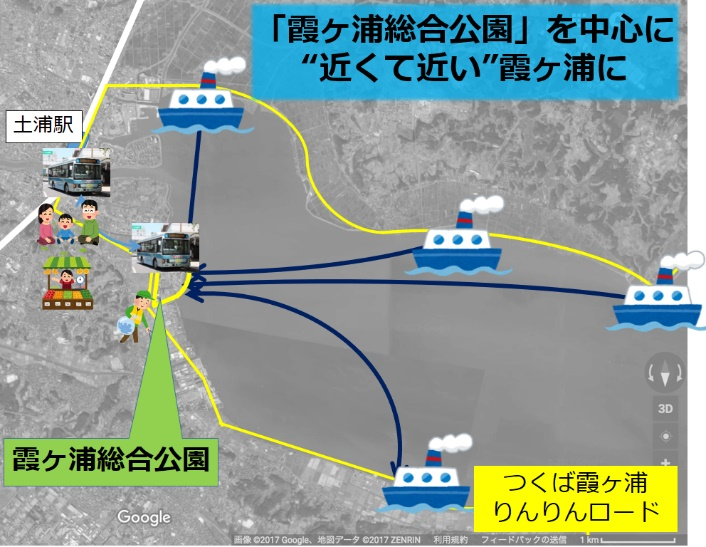 「霞ヶ浦総合公園」を中心に
“近くて近い”霞ヶ浦に
土浦駅
霞ヶ浦総合公園
つくば霞ヶ浦
りんりんロード
3D
Google
画像 ©2017 Google、地図データ ©2017 ZENRIN 利用規約 フィードバックの送信 1 km